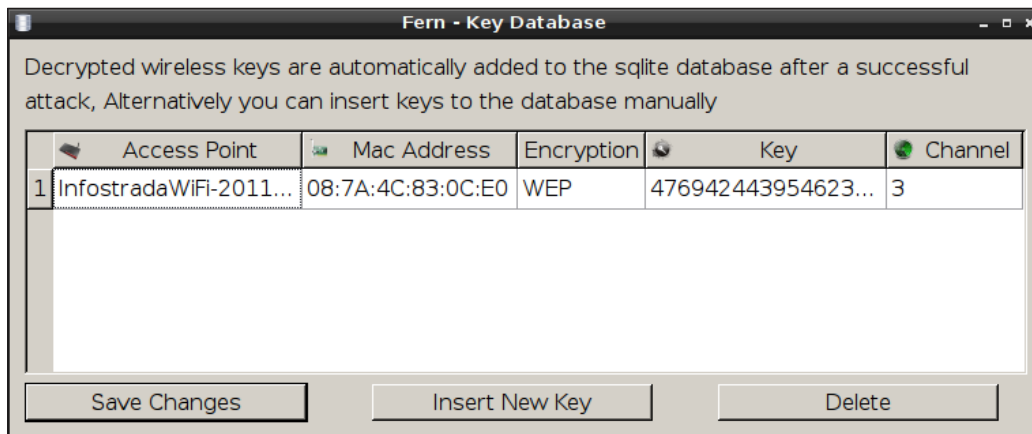 Fern - Key Database
Decrypted wireless keys are automatically added to the sqlite database after a successful
attack, Alternatively you can insert keys to the database manually
Access Point Mac Address Encryption Key Channel
1 InfostradaWiFi-2011... 08:7A:4C:83:0C:E0 WEP 476942443954623... 3
Save Changes Insert New Key Delete